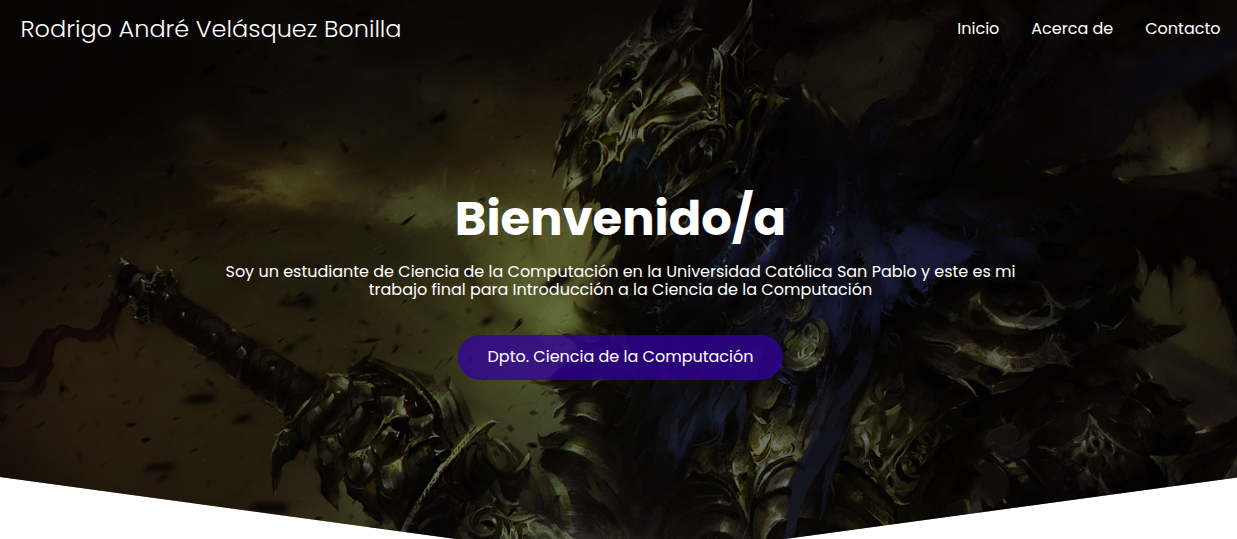 Rodrigo André Velásquez Bonilla
Inicio
Acerca de
Contacto
Bienvenido/a
Soy un estudiante de Ciencia de la Computación en la Universidad Católica San Pablo y este es mi
trabajo final para Introducción a la Ciencia de la Computación
Dpto. Ciencia de la Computación